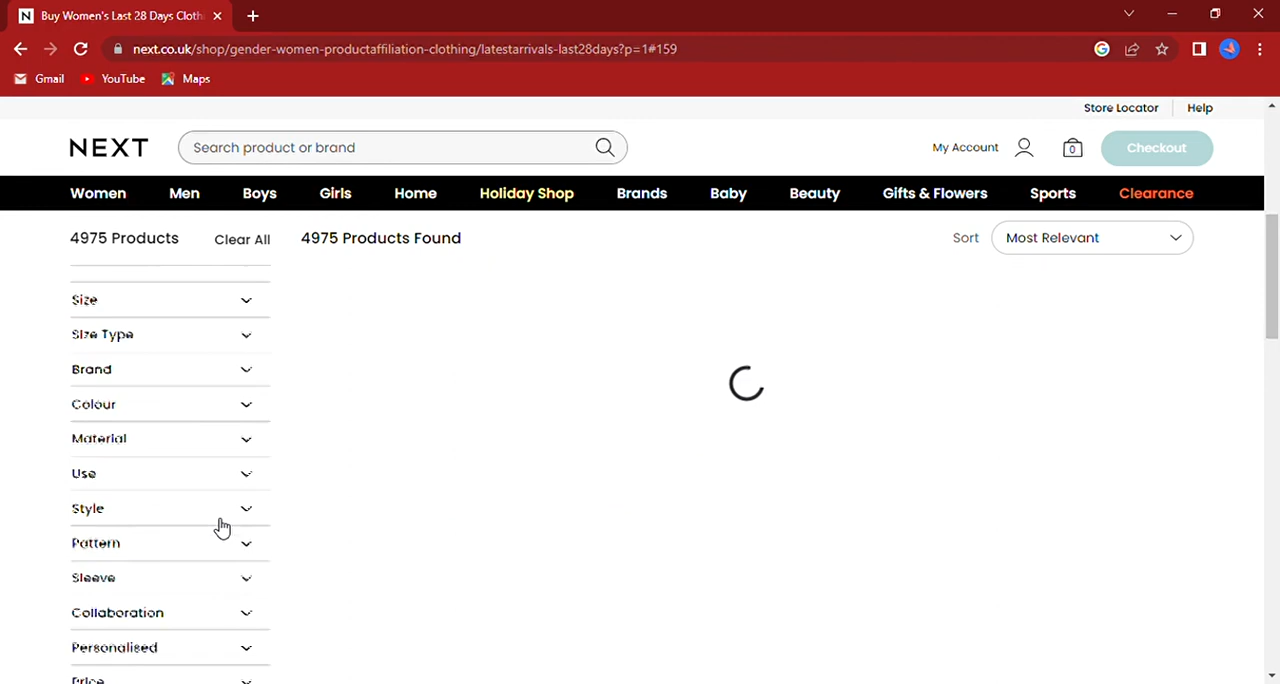 Buy Women's Last 28 Days Cloth
next.co.uk/shop/gender-women-productaffiliation-clothing/latestarrivals-last28days?p=1#159
Gmail YouTube Maps
Store Locator Help
NEXT Search product or brand My Account 0 Checkout
Women Men Boys Girls Home Holiday Shop Brands Baby Beauty Gifts & Flowers Sports Clearance
4975 Products Clear All 4975 Products Found Sort Most Relevant
Size
Size Type
Brand
Colour
Material
Use
Style
Pattern
Sleeve
Collaboration
Personalised
Price